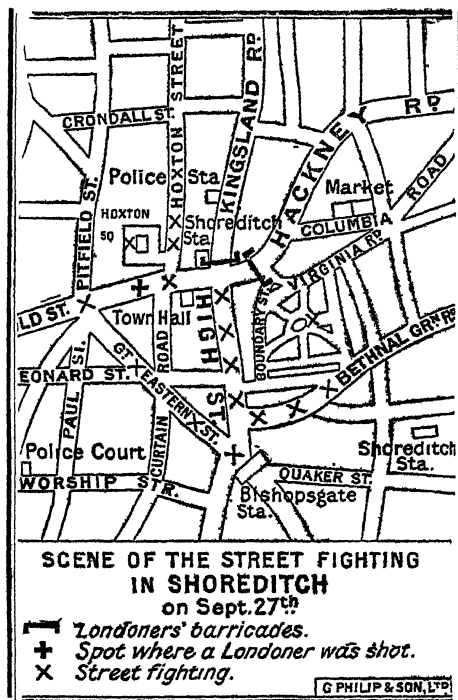 CRONDALL ST.
HOXTON STREET
KINGSLAND RD.
HACKNEY
RD.
PITFIELD ST.
Police Sta
HOXTON
SQ
Shoreditch
Sta.
Market
COLUMBIA
ROAD
VIRGINIA RD.
LD ST.
Town Hall
HIGH
ST
BOUNDARY ST.
BETHNAL GRN. RD.
EONARD ST.
PAUL ST.
GT EASTERN ST.
CURTAIN
ROAD
Police Court
WORSHIP STR.
Shoreditch
Sta.
QUAKER ST.
Bishopsgate
Sta.
SCENE OF THE STREET FIGHTING
IN SHOREDITCH
on Sept. 27th.
Londoners' barricades.
Spot where a Londoner was shot.
Street fighting.
G PHILIP & SON, LTD